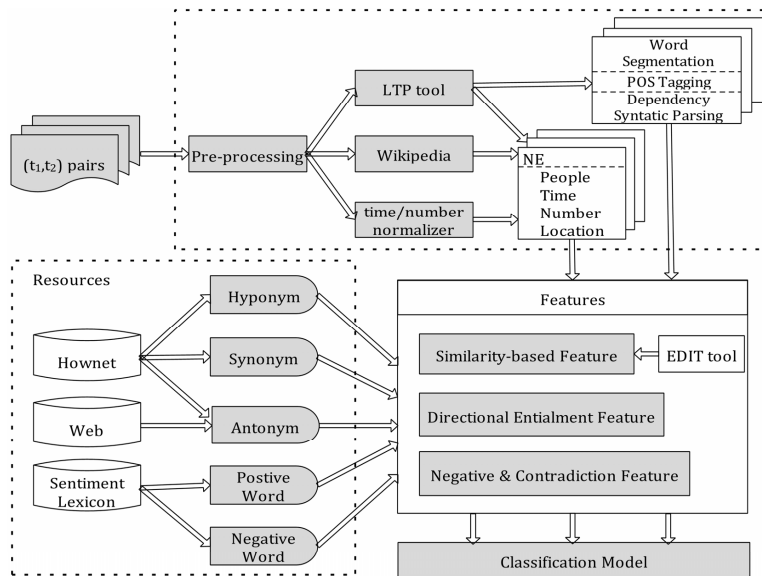 Word
Segmentation
POS Tagging
Dependency
Syntatic Parsing
LTP tool
(t₁,t₂) pairs
Pre-processing
Wikipedia
NE
People
Time
Number
Location
time/number
normalizer
Resources
Hyponym
Hownet
Synonym
Web
Antonym
Sentiment
Lexicon
Postive
Word
Negative
Word
Features
Similarity-based Feature
EDIT tool
Directional Entialment Feature
Negative & Contradiction Feature
Classification Model